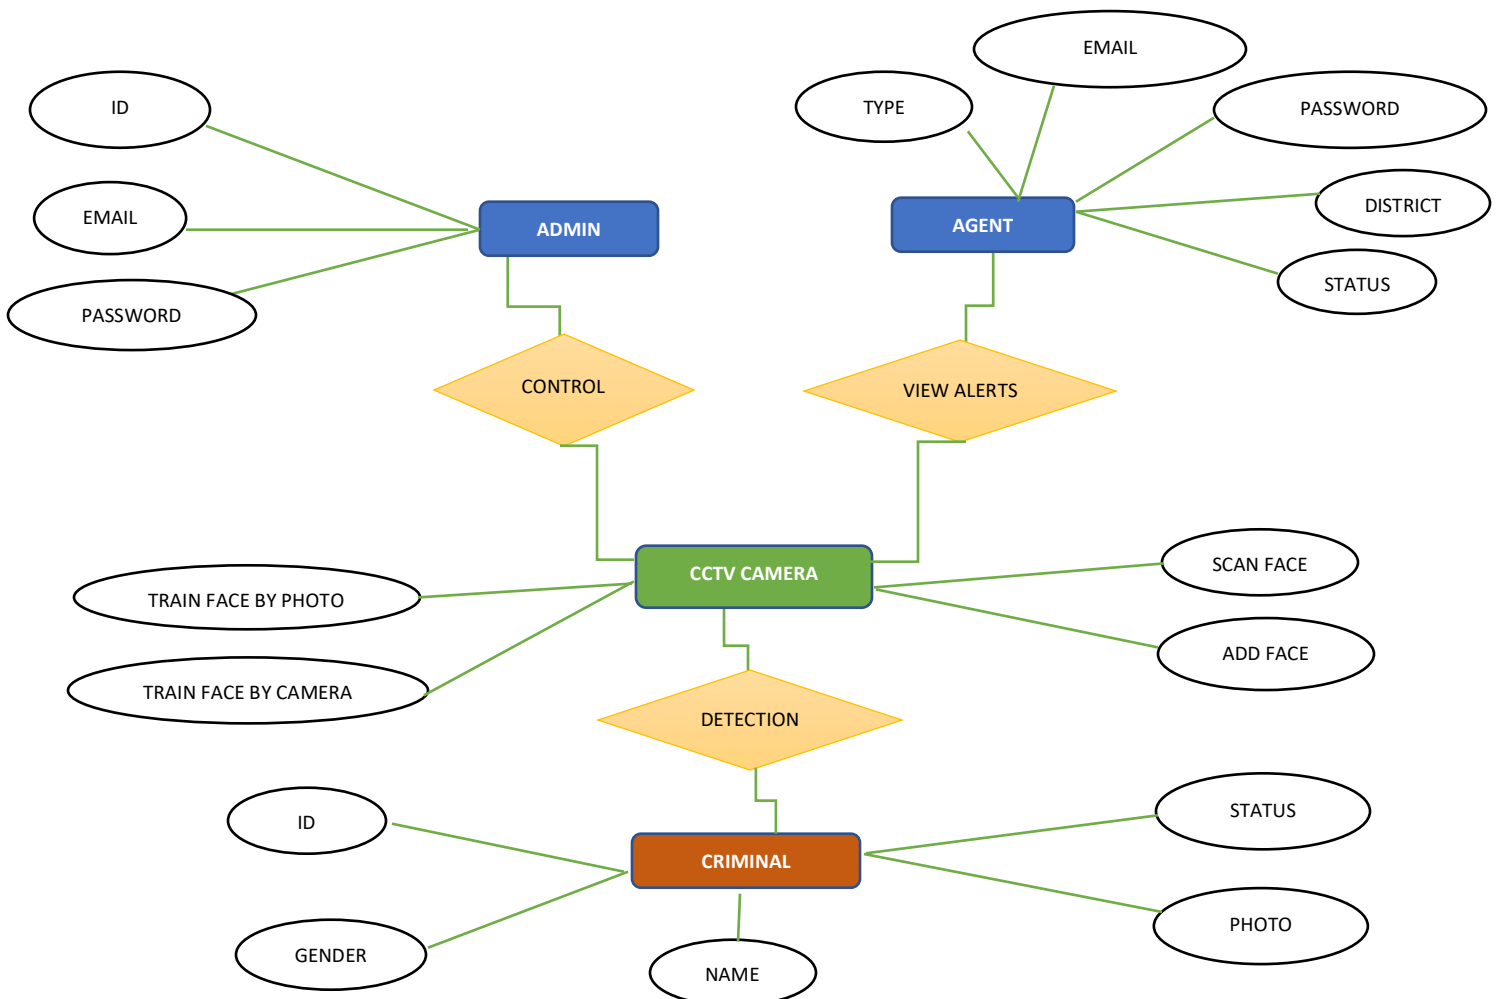 EMAIL
ID
TYPE
PASSWORD
EMAIL
DISTRICT
ADMIN
AGENT
STATUS
PASSWORD
CONTROL
VIEW ALERTS
CCTV CAMERA
SCAN FACE
TRAIN FACE BY PHOTO
ADD FACE
TRAIN FACE BY CAMERA
DETECTION
ID
STATUS
CRIMINAL
GENDER
PHOTO
NAME